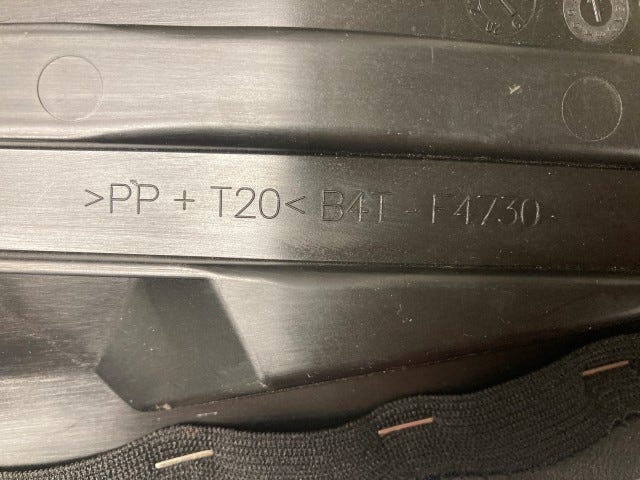 >PP + T20< B4T - F4730